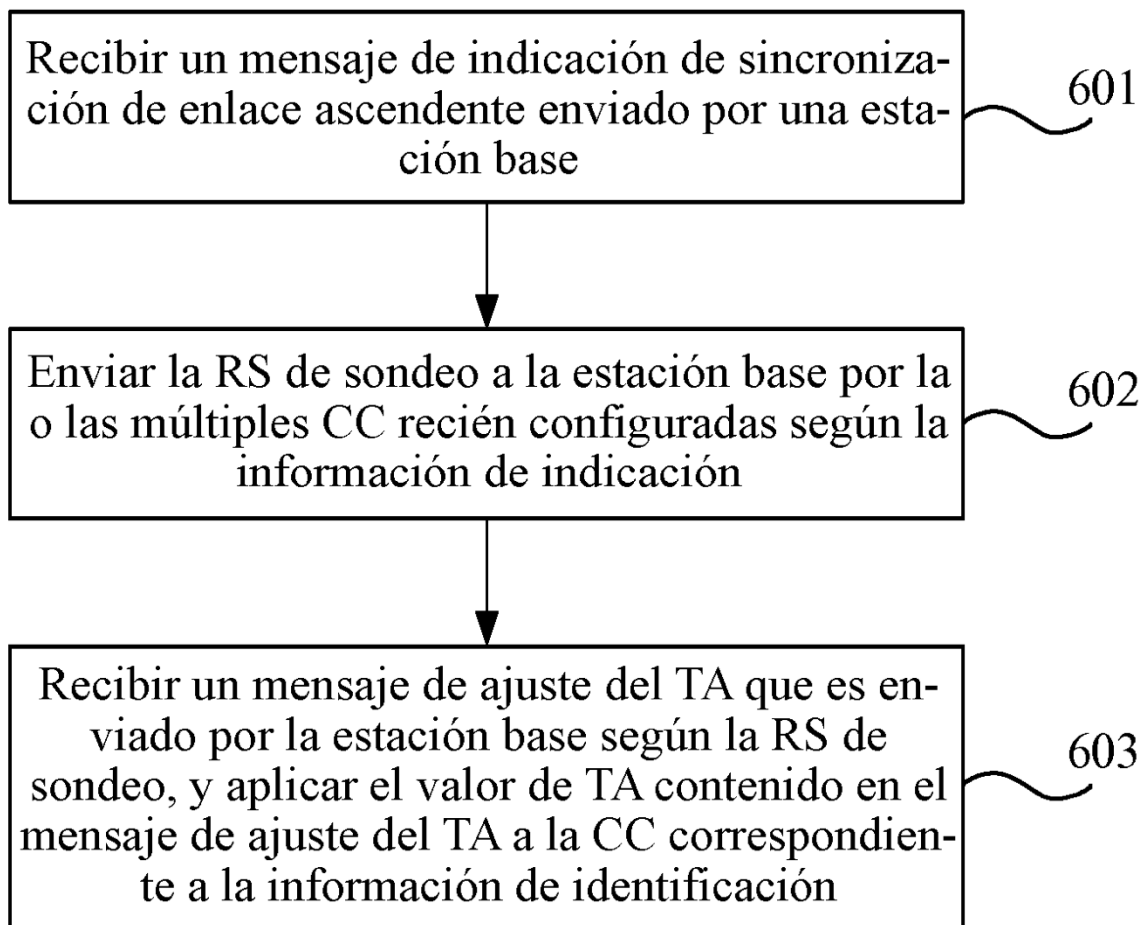 Recibir un mensaje de indicación de sincroniza-
ción de enlace ascendente enviado por una esta-
ción base
601
Enviar la RS de sondeo a la estación base por la
o las múltiples CC recién configuradas según la
información de indicación
602
Recibir un mensaje de ajuste del TA que es en-
viado por la estación base según la RS de
sondeo, y aplicar el valor de TA contenido en el
mensaje de ajuste del TA a la CC correspondien-
te a la información de identificación
603